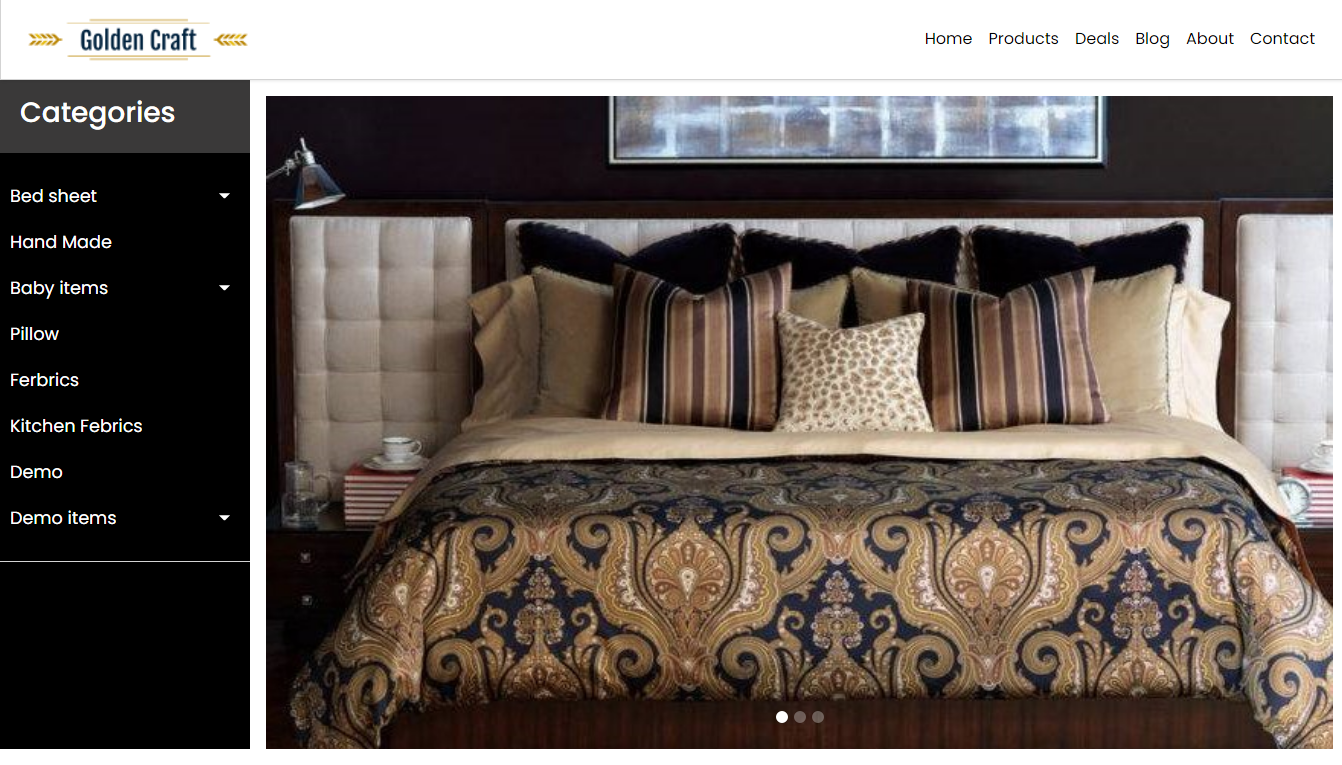 Golden Craft
Home Products Deals Blog About Contact
Categories
Bed sheet
Hand Made
Baby items
Pillow
Ferbrics
Kitchen Febrics
Demo
Demo items